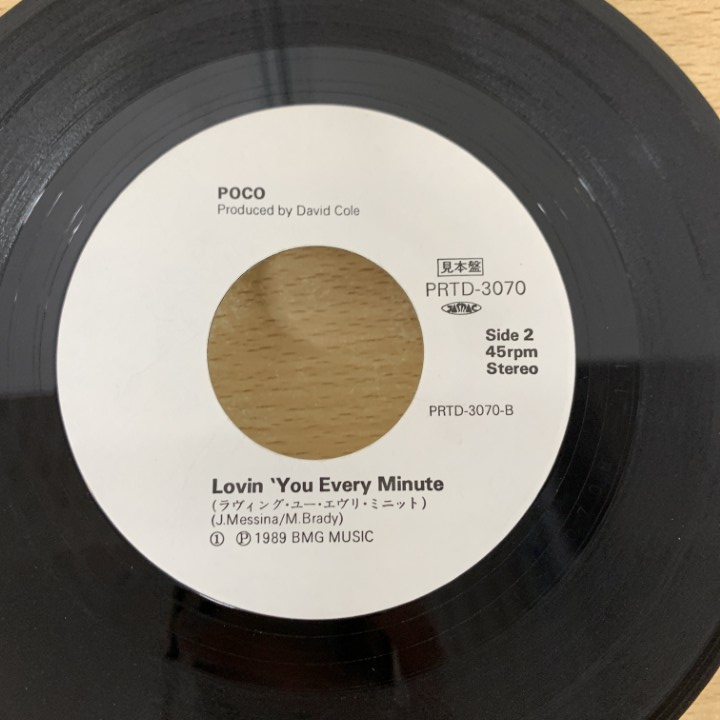 POCO
Produced by David Cole
見本盤
PRTD-3070
JASRAC
Side 2
45rpm
Stereo
PRTD-3070-B
Lovin ‛You Every Minute
(ラヴィング・ユー・エヴリ・ミニット)
(J.Messina/M.Brady)
① Ⓟ 1989 BMG MUSIC